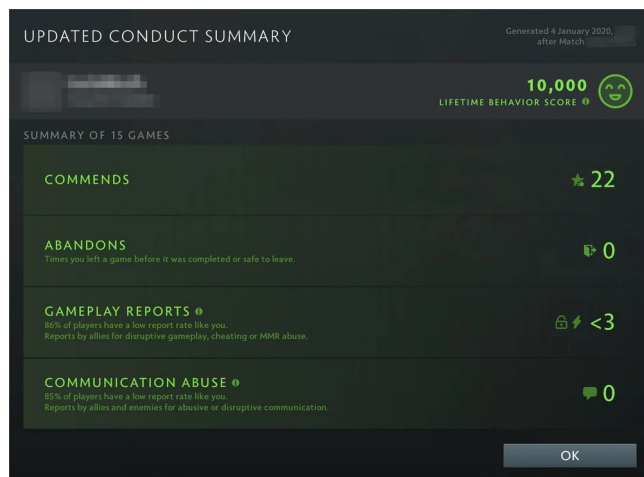 UPDATED CONDUCT SUMMARY
Generated 4 January 2020,
after Match
10,000
LIFETIME BEHAVIOR SCORE
SUMMARY OF 15 GAMES
COMMENDS
22
ABANDONS
Times you left a game before it was completed or safe to leave.
0
GAMEPLAY REPORTS
86% of players have a low report rate like you.
Reports by allies for disruptive gameplay, cheating or MMR abuse.
<3
COMMUNICATION ABUSE
85% of players have a low report rate like you.
Reports by allies and enemies for abusive or disruptive communication.
0
OK